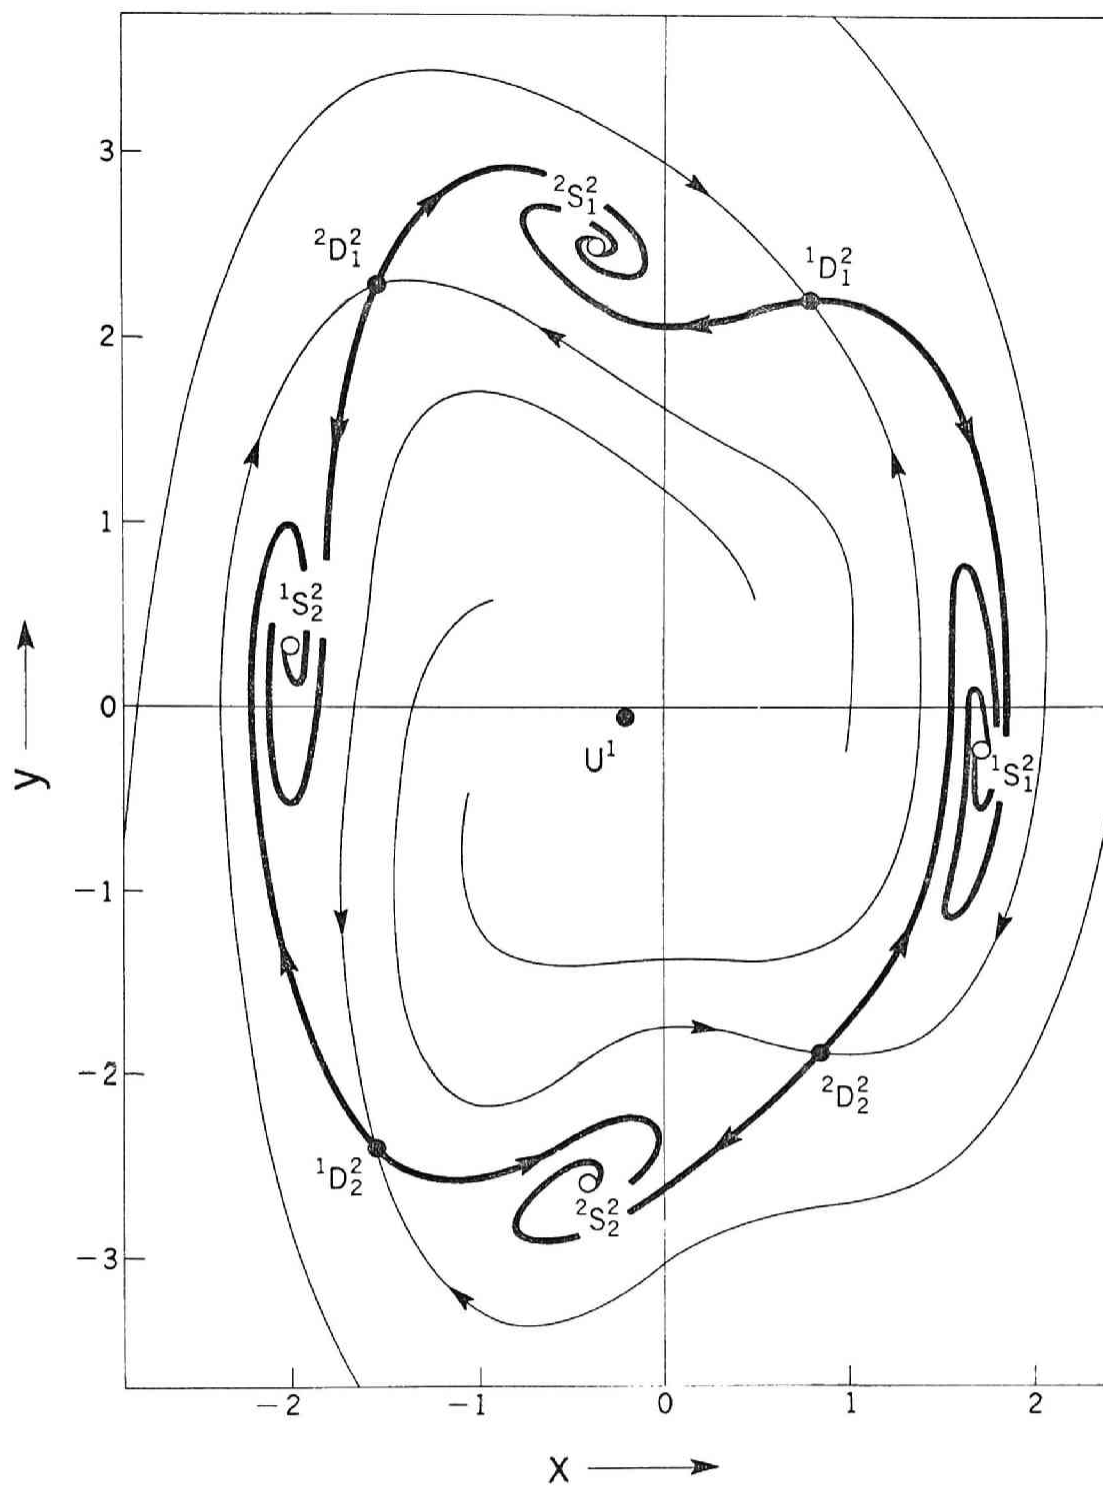 3
²S₁²
²D₁²
¹D₁²
2
1
¹S₂²
0
U¹
¹S₁²
y
−1
−2
²D₂²
¹D₂²
²S₂²
−3
−2
−1
0
1
2
x